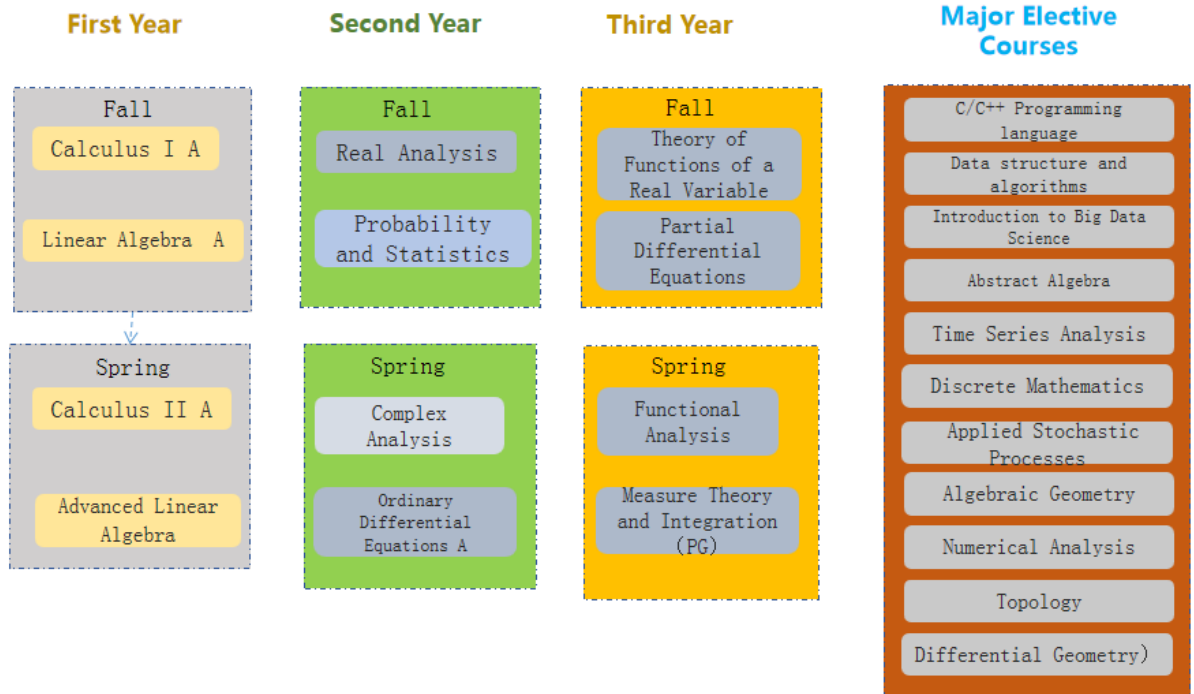 First Year
Fall
Calculus I A
Linear Algebra A
Spring
Calculus II A
Advanced Linear
Algebra
Second Year
Fall
Real Analysis
Probability
and Statistics
Spring
Complex
Analysis
Ordinary
Differential
Equations A
Third Year
Fall
Theory of
Functions of a
Real Variable
Partial
Differential
Equations
Spring
Functional
Analysis
Measure Theory
and Integration
(PG)
Major Elective
Courses
C/C++ Programming
language
Data structure and
algorithms
Introduction to Big Data
Science
Abstract Algebra
Time Series Analysis
Discrete Mathematics
Applied Stochastic
Processes
Algebraic Geometry
Numerical Analysis
Topology
Differential Geometry)